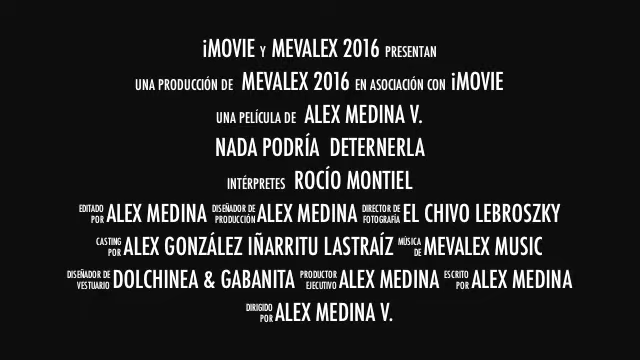 iMOVIE Y MEVALEX 2016 PRESENTAN
UNA PRODUCCIÓN DE MEVALEX 2016 EN ASOCIACIÓN CON iMOVIE
UNA PELÍCULA DE ALEX MEDINA V.
NADA PODRÍA DETERNERLA
INTÉRPRETES ROCÍO MONTIEL
EDITADO POR ALEX MEDINA DISEÑADOR DE PRODUCCIÓN ALEX MEDINA DIRECTOR DE FOTOGRAFÍA EL CHIVO LEBROSZKY
CASTING POR ALEX GONZÁLEZ IÑARRITU LASTRAÍZ MÚSICA DE MEVALEX MUSIC
DISEÑADOR DE VESTUARIO DOLCHINEA & GABANITA PRODUCTOR EJECUTIVO ALEX MEDINA ESCRITO POR ALEX MEDINA
DIRIGIDO POR ALEX MEDINA V.